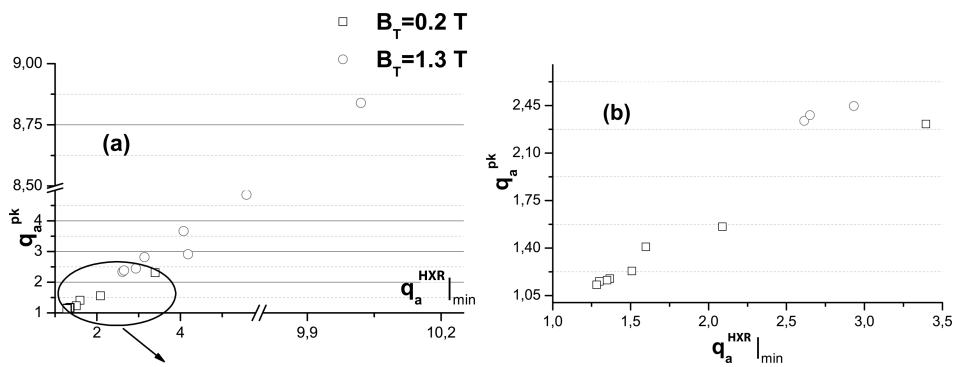 B_T=0.2 T
B_T=1.3 T
(a)
9,00
8,75
8,50
4
3
2
1
q_a^pk
2
4
9,9
10,2
q_a^HXR|_min
(b)
2,45
2,10
1,75
1,40
1,05
q_a^pk
1,0
1,5
2,0
2,5
3,0
3,5
q_a^HXR|_min